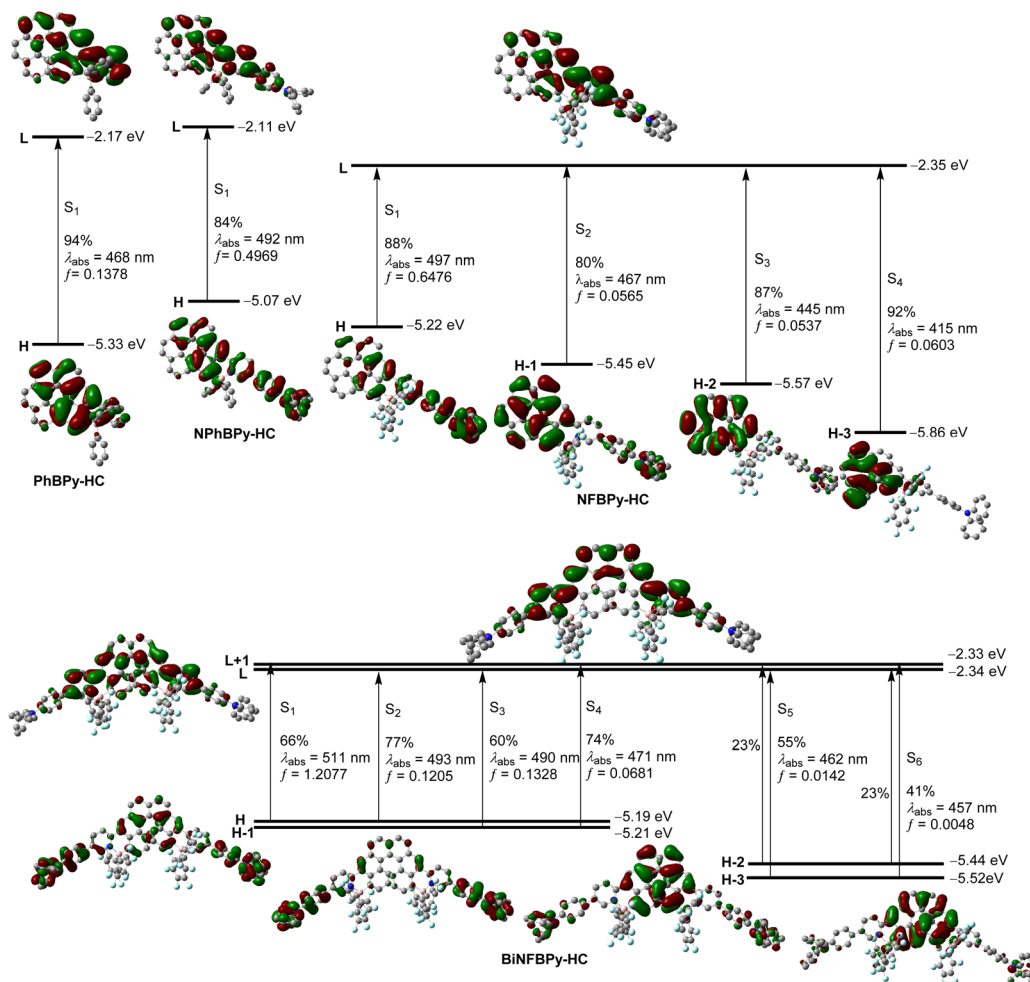 L
−2.17 eV
S1
94%
λabs = 468 nm
f= 0.1378
H
−5.33 eV
PhBPy-HC
L
−2.11 eV
S1
84%
λabs = 492 nm
f = 0.4969
H
−5.07 eV
NPhBPy-HC
L
−2.35 eV
S1
88%
λabs = 497 nm
f = 0.6476
H
−5.22 eV
S2
80%
λabs = 467 nm
f = 0.0565
H-1
−5.45 eV
S3
87%
λabs = 445 nm
f = 0.0537
H-2
−5.57 eV
S4
92%
λabs = 415 nm
f = 0.0603
H-3
−5.86 eV
NFBPy-HC
L+1
−2.33 eV
L
−2.34 eV
S1
66%
λabs = 511 nm
f = 1.2077
S2
77%
λabs = 493 nm
f = 0.1205
S3
60%
λabs = 490 nm
f = 0.1328
S4
74%
λabs = 471 nm
f = 0.0681
23%
S5
55%
λabs = 462 nm
f = 0.0142
23%
S6
41%
λabs = 457 nm
f = 0.0048
H
−5.19 eV
H-1
−5.21 eV
H-2
−5.44 eV
H-3
−5.52eV
BiNFBPy-HC